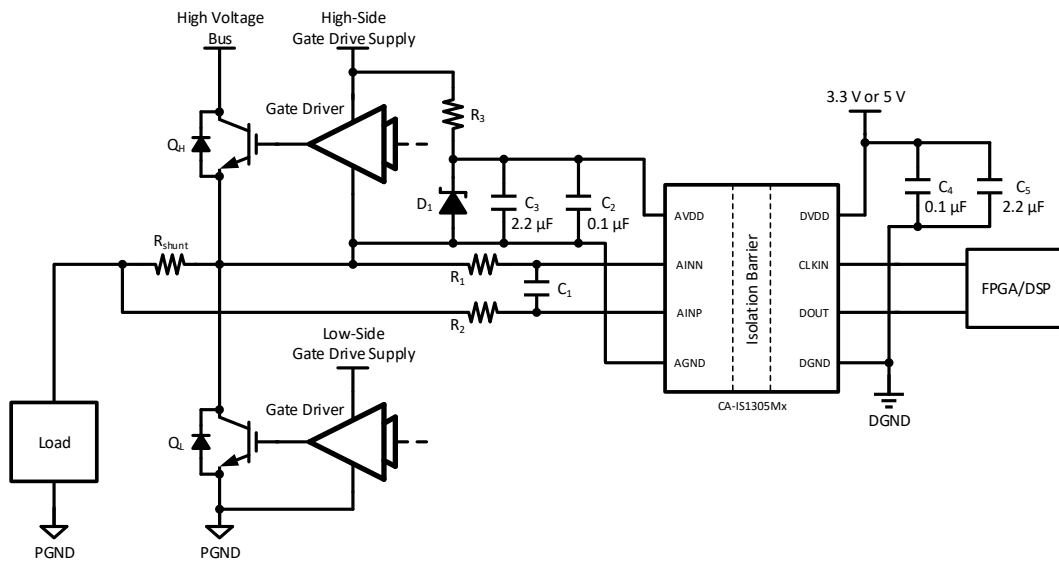 High Voltage
Bus
High-Side
Gate Drive Supply
Gate Driver
QH
R3
D1
C3
2.2 µF
C2
0.1 µF
3.3 V or 5 V
C4
0.1 µF
C5
2.2 µF
AVDD
DVDD
Rshunt
R1
C1
R2
AINN
AINP
AGND
Isolation Barrier
CLKIN
DOUT
DGND
FPGA/DSP
CA-IS1305Mx
DGND
Low-Side
Gate Drive Supply
Gate Driver
QL
Load
PGND
PGND